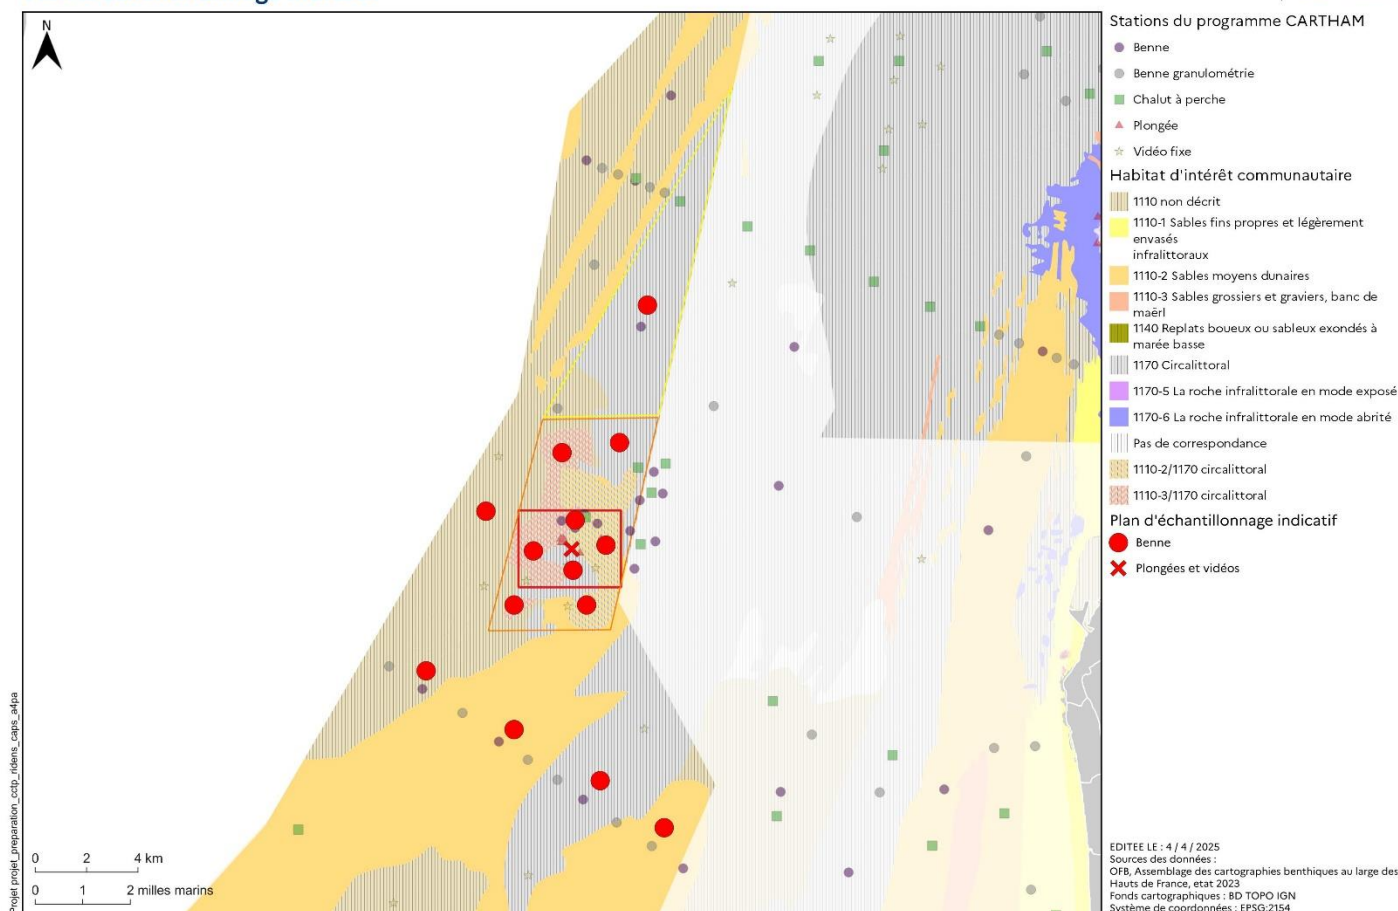 N
Stations du programme CARTHAM
Benne
Benne granulométrie
Chalut à perche
Plongée
Vidéo fixe
Habitat d'intérêt communautaire
1110 non décrit
1110-1 Sables fins propres et légèrement
envasés
infralittoraux
1110-2 Sables moyens dunaires
1110-3 Sables grossiers et graviers, banc de
maërl
1140 Replats boueux ou sableux exondés à
marée basse
1170 Circalittoral
1170-5 La roche infralittorale en mode exposé
1170-6 La roche infralittorale en mode abrité
Pas de correspondance
1110-2/1170 circalittoral
1110-3/1170 circalittoral
Plan d'échantillonnage indicatif
Benne
Plongées et vidéos
0 2 4 km
0 1 2 milles marins
Projet projet_preparation_cctp_ridens_caps_a4pa
EDITEE LE : 4 / 4 / 2025
Sources des données :
OFB, Assemblage des cartographies benthiques au large des
Hauts de France, etat 2023
Fonds cartographiques : BD TOPO IGN
Système de coordonnées : EPSG:2154